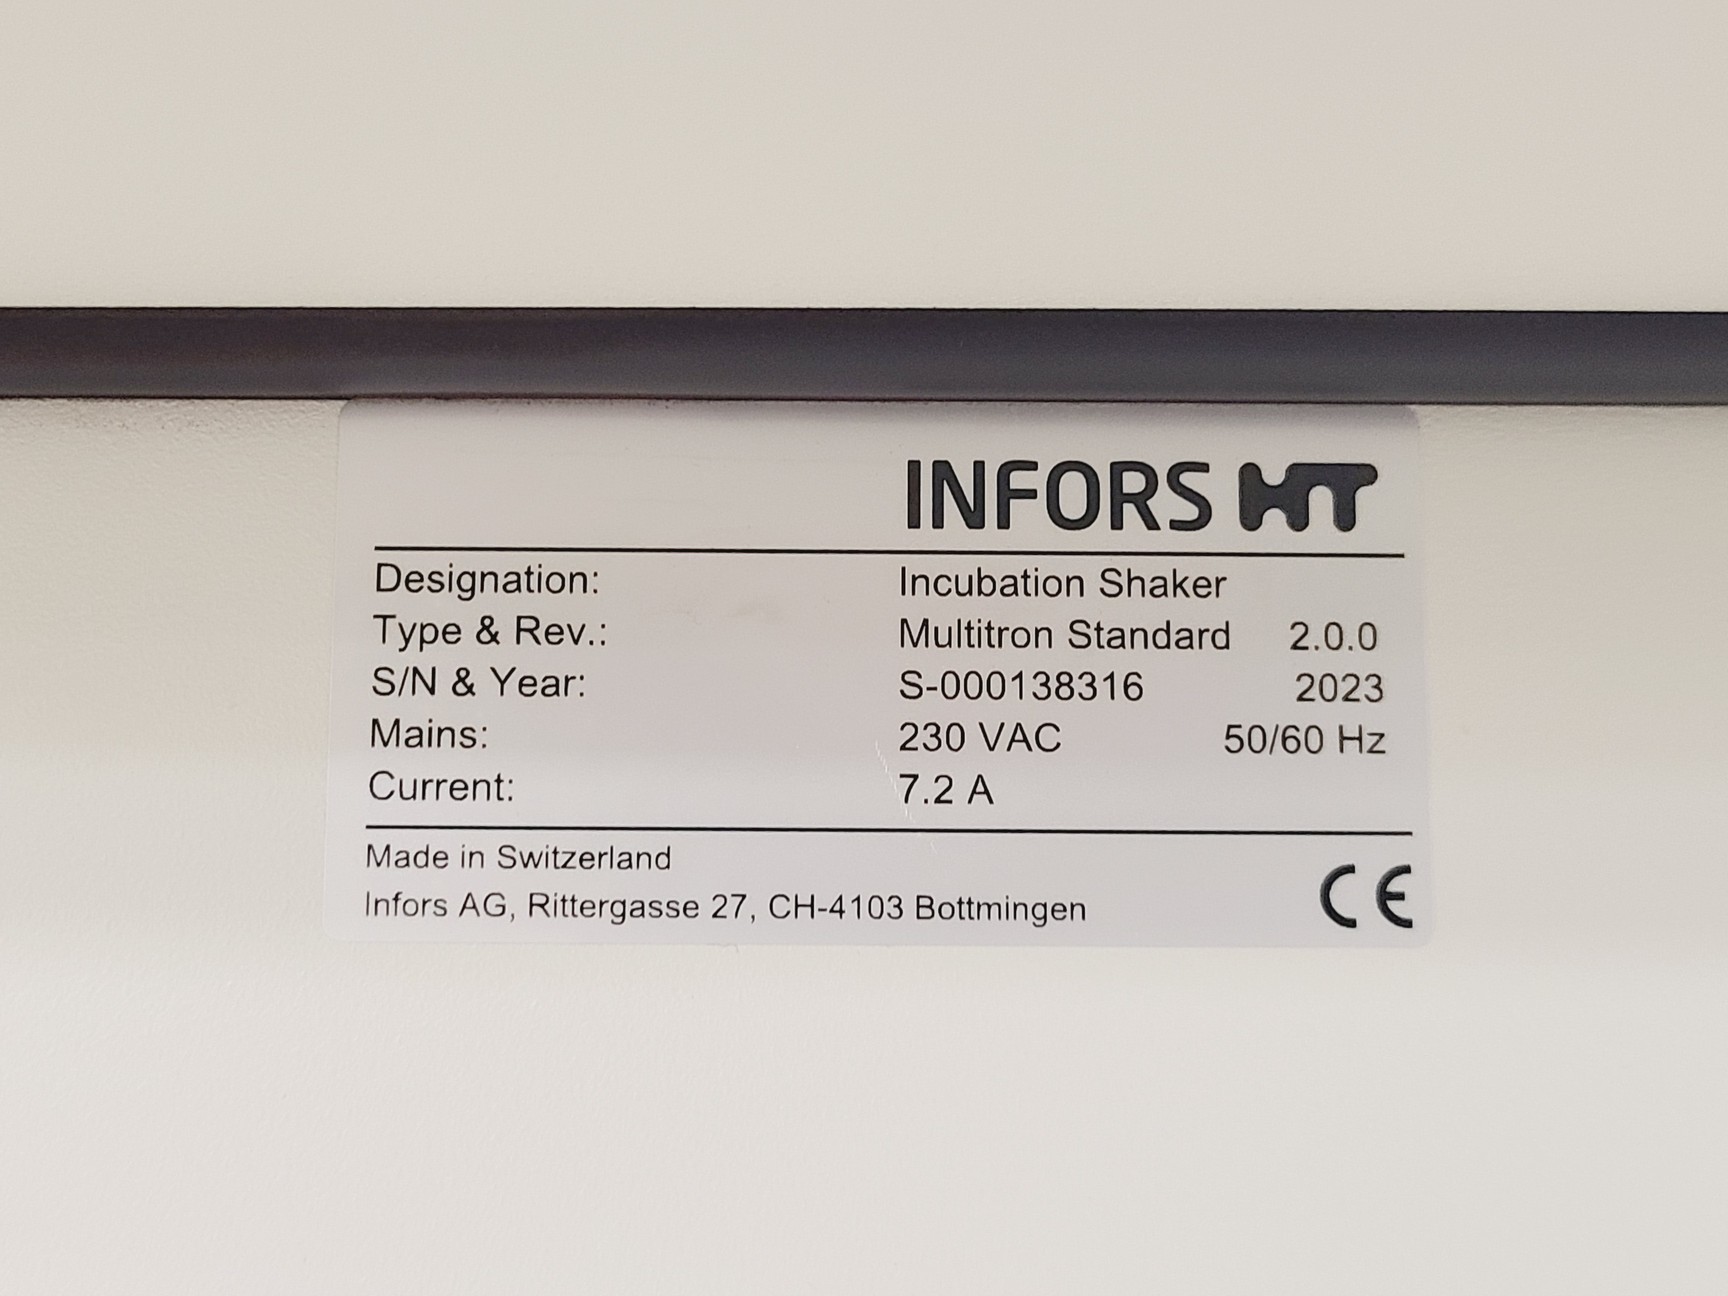 INFORS HT
Designation: Incubation Shaker
Type & Rev.: Multitron Standard 2.0.0
S/N & Year: S-000138316 2023
Mains: 230 VAC 50/60 Hz
Current: 7.2 A
Made in Switzerland
Infors AG, Rittergasse 27, CH-4103 Bottmingen
CE